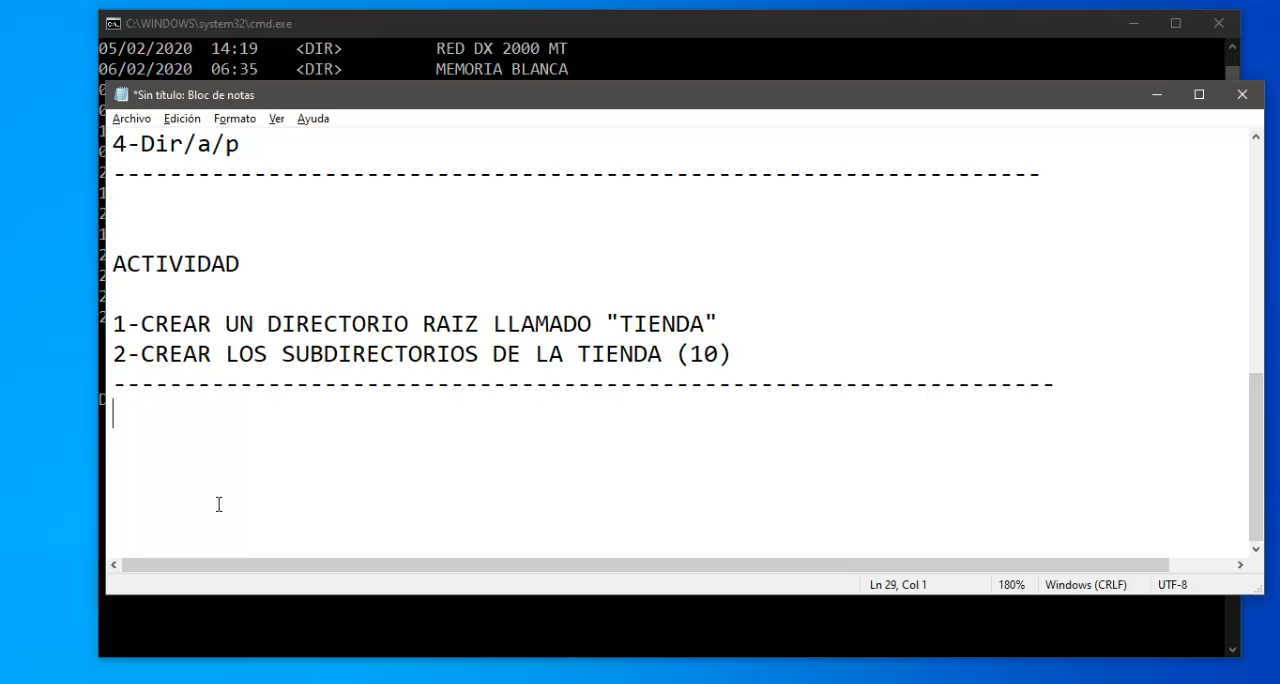 C:\WINDOWS\system32\cmd.exe
05/02/2020 14:19 <DIR> RED DX 2000 MT
06/02/2020 06:35 <DIR> MEMORIA BLANCA
*Sin título: Bloc de notas
Archivo Edición Formato Ver Ayuda
4-Dir/a/p
------------------------------------------------------------------
ACTIVIDAD
1-CREAR UN DIRECTORIO RAIZ LLAMADO "TIENDA"
2-CREAR LOS SUBDIRECTORIOS DE LA TIENDA (10)
-------------------------------------------------------------------
Ln 29, Col 1 180% Windows (CRLF) UTF-8